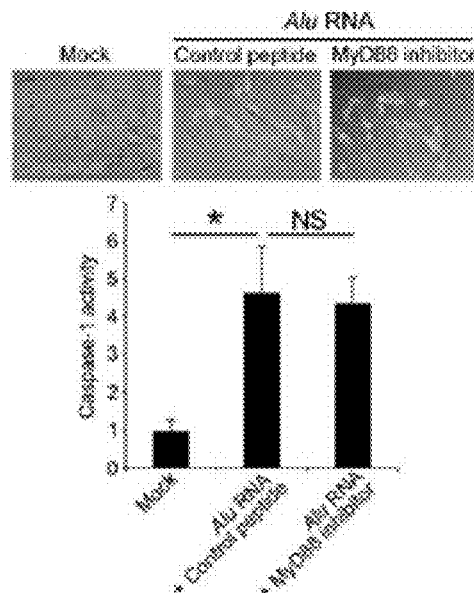 Alu RNA
Mock Control peptide MyD88 inhibitor
* NS
Caspase-1 activity
7
6
5
4
3
2
1
0
Mock
Alu RNA
+ Control peptide
Alu RNA
+ MyD88 inhibitor